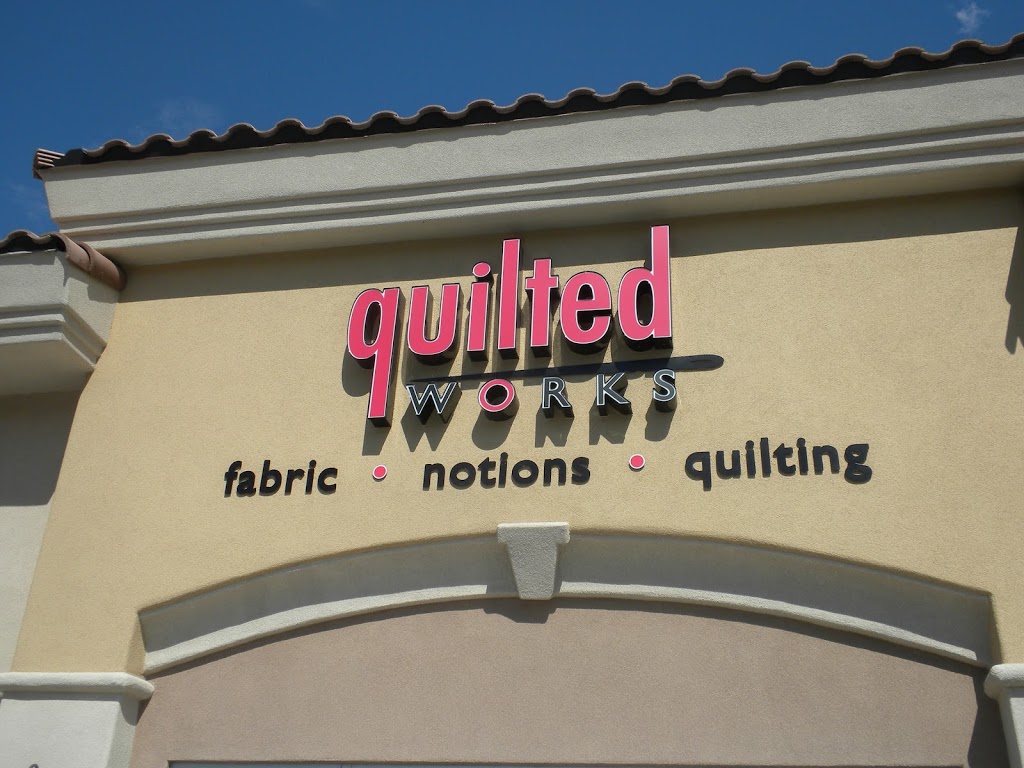 quilted
WORKS
fabric • notions • quilting